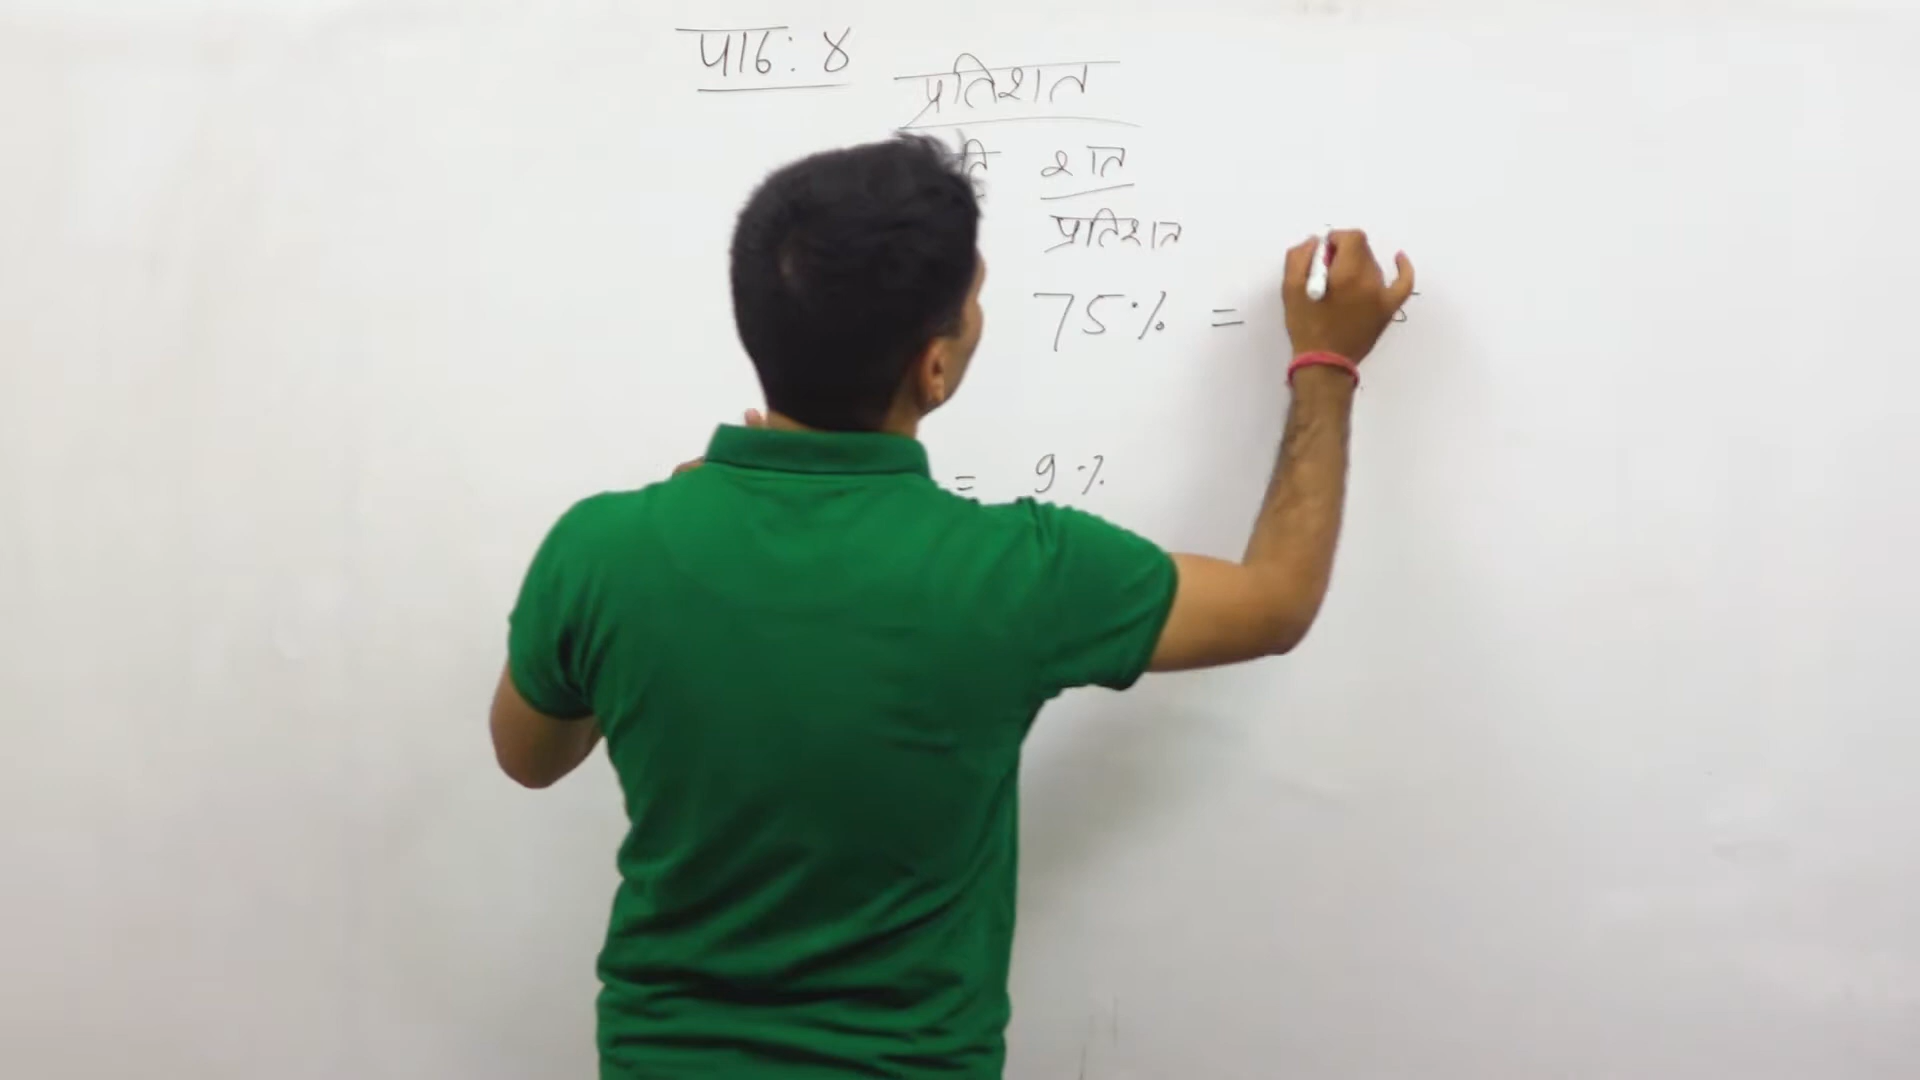 पाठ: ४
प्रतिशत
ति शत
प्रतिशत
75% =
= 9%